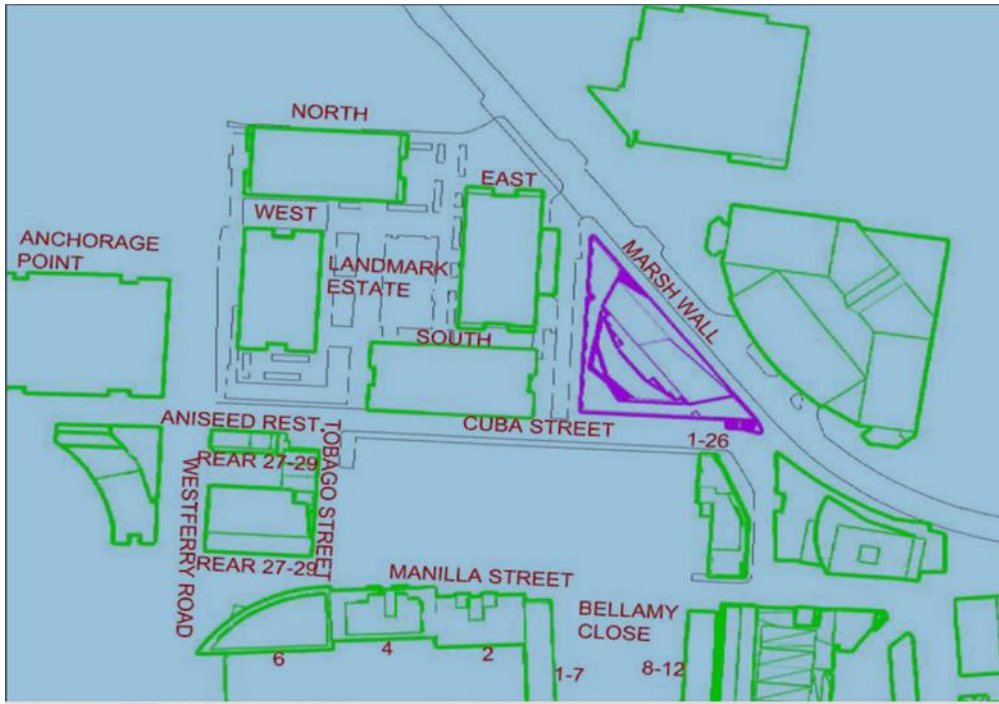 NORTH
EAST
WEST
ANCHORAGE
POINT
LANDMARK
ESTATE
MARSH WALL
SOUTH
ANISEED REST.
CUBA STREET
1-26
REAR 27-29
TOBAGO STREET
WESTFERRY ROAD
REAR 27-29
MANILLA STREET
BELLAMY
CLOSE
6
4
2
1-7
8-12